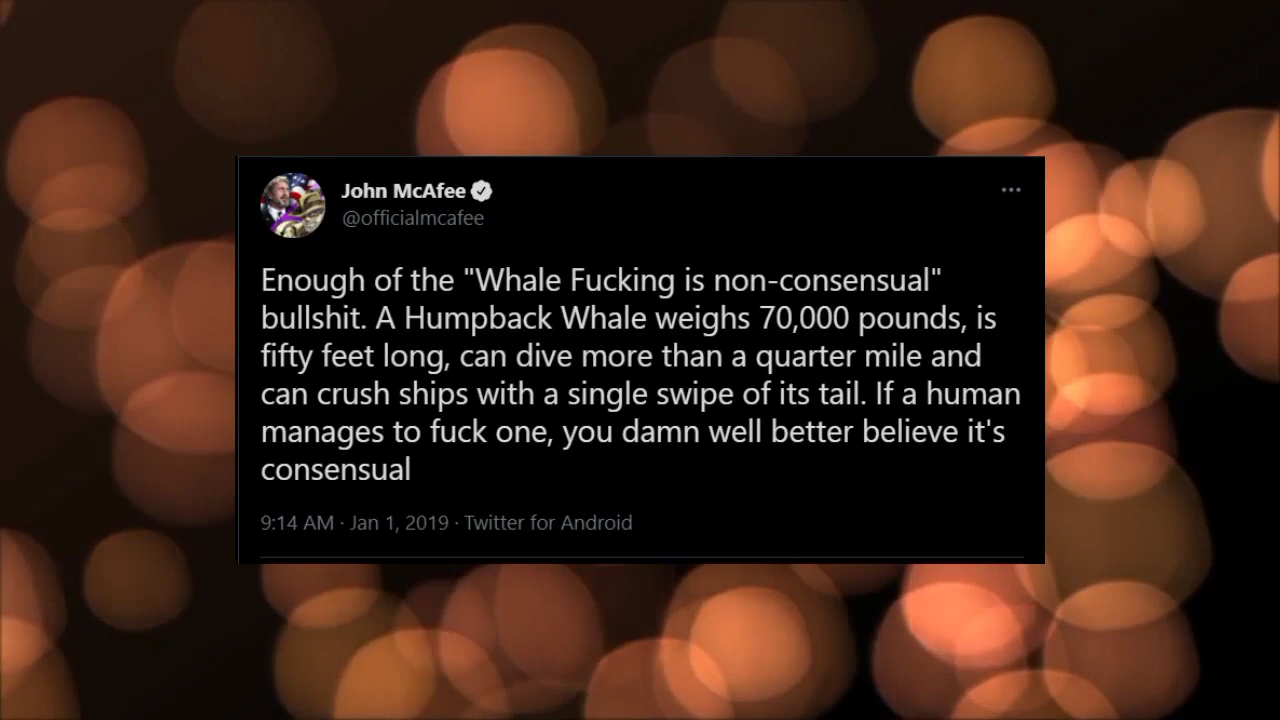 John McAfee
@officialmcafee
Enough of the "Whale Fucking is non-consensual"
bullshit. A Humpback Whale weighs 70,000 pounds, is
fifty feet long, can dive more than a quarter mile and
can crush ships with a single swipe of its tail. If a human
manages to fuck one, you damn well better believe it's
consensual
9:14 AM · Jan 1, 2019 · Twitter for Android